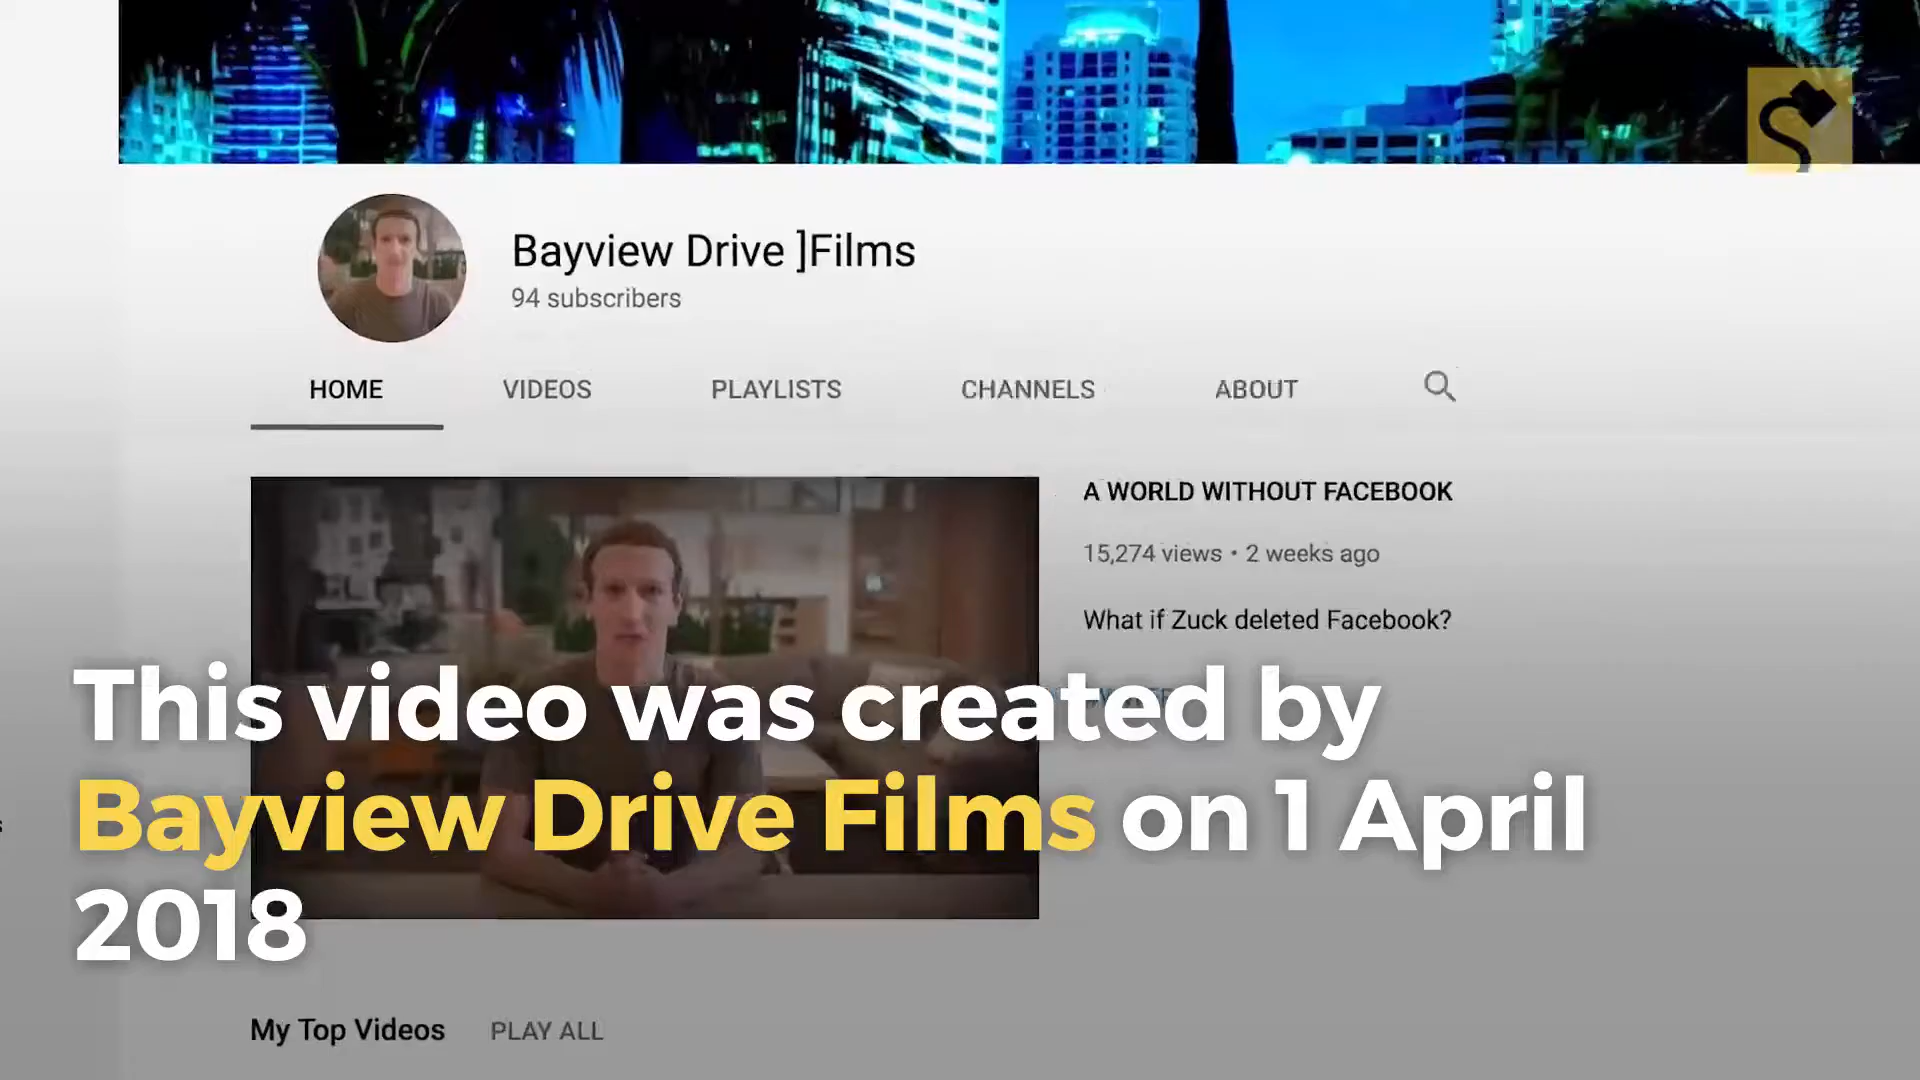 Bayview Drive ]Films
94 subscribers
HOME VIDEOS PLAYLISTS CHANNELS ABOUT
A WORLD WITHOUT FACEBOOK
15,274 views • 2 weeks ago
What if Zuck deleted Facebook?
This video was created by
Bayview Drive Films on 1 April
2018
My Top Videos PLAY ALL